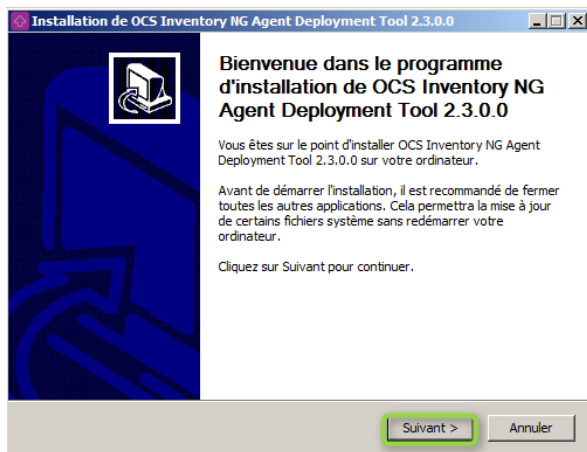 Installation de OCS Inventory NG Agent Deployment Tool 2.3.0.0
Bienvenue dans le programme
d'installation de OCS Inventory NG
Agent Deployment Tool 2.3.0.0
Vous êtes sur le point d'installer OCS Inventory NG Agent
Deployment Tool 2.3.0.0 sur votre ordinateur.
Avant de démarrer l'installation, il est recommandé de fermer
toutes les autres applications. Cela permettra la mise à jour
de certains fichiers système sans redémarrer votre
ordinateur.
Cliquez sur Suivant pour continuer.
Suivant >
Annuler